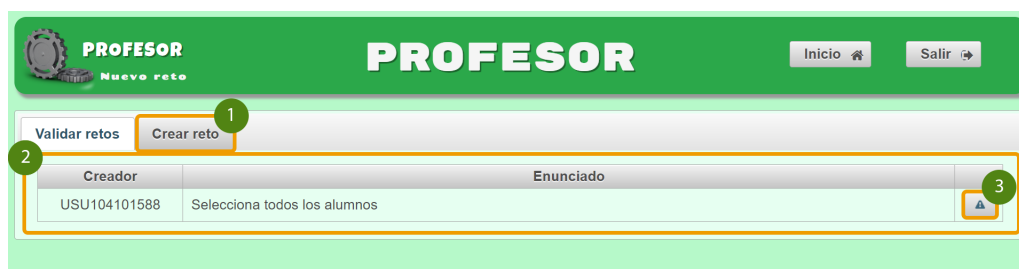 PROFESOR
Nuevo reto
PROFESOR
Inicio
Salir
1
Validar retos
Crear reto
2
Creador
Enunciado
3
USU104101588
Selecciona todos los alumnos